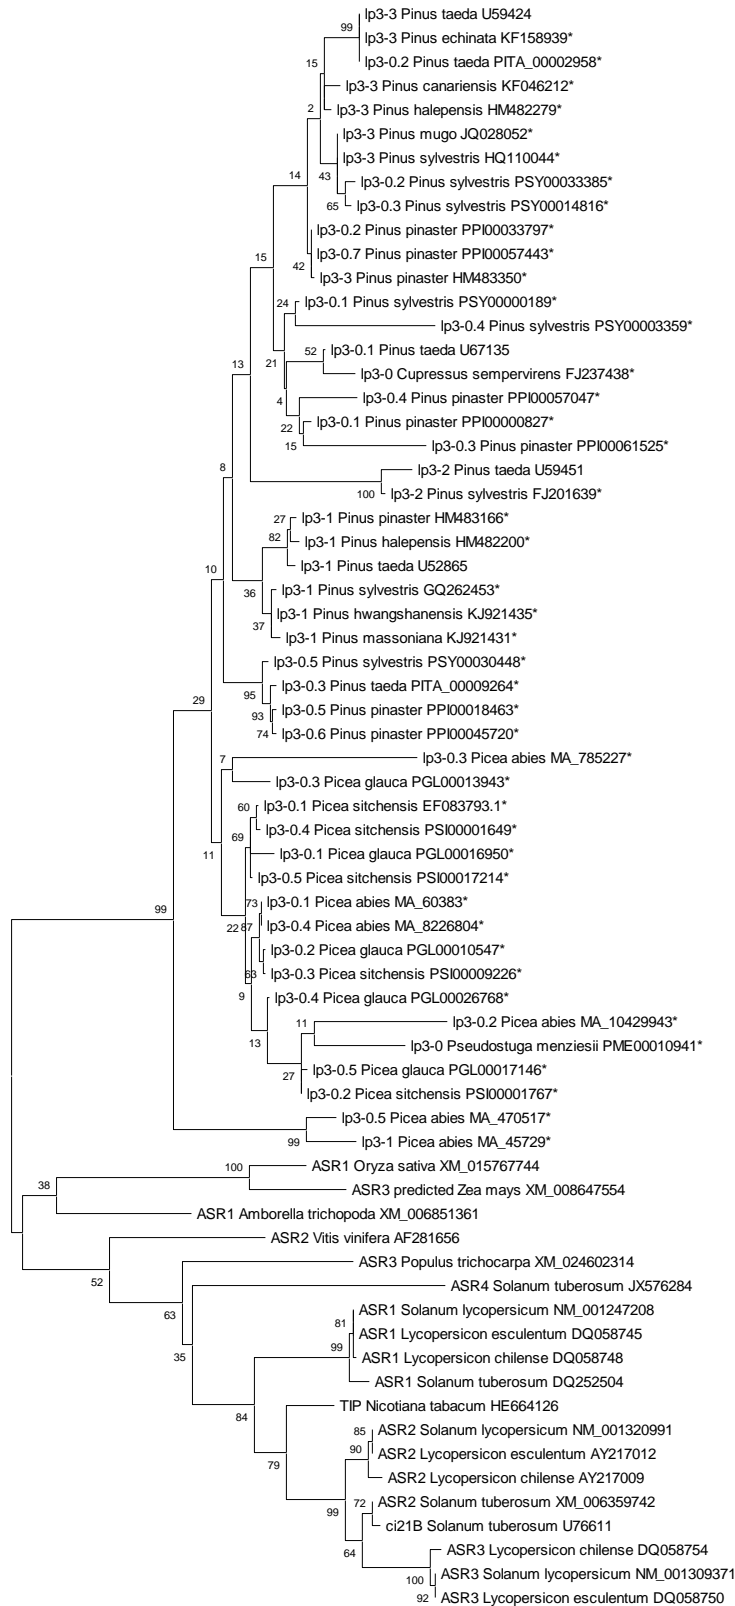 lp3-3 Pinus taeda U59424
99
lp3-3 Pinus echinata KF158939*
lp3-0.2 Pinus taeda PITA_00002958*
15
lp3-3 Pinus canariensis KF046212*
2
lp3-3 Pinus halepensis HM482279*
lp3-3 Pinus mugo JQ028052*
lp3-3 Pinus sylvestris HQ110044*
14
43
lp3-0.2 Pinus sylvestris PSY00033385*
65
lp3-0.3 Pinus sylvestris PSY00014816*
lp3-0.2 Pinus pinaster PPI00033797*
15
lp3-0.7 Pinus pinaster PPI00057443*
42
lp3-3 Pinus pinaster HM483350*
24
lp3-0.1 Pinus sylvestris PSY00000189*
lp3-0.4 Pinus sylvestris PSY00003359*
13
21
52
lp3-0.1 Pinus taeda U67135
lp3-0 Cupressus sempervirens FJ237438*
4
lp3-0.4 Pinus pinaster PPI00057047*
22
lp3-0.1 Pinus pinaster PPI00000827*
15
lp3-0.3 Pinus pinaster PPI00061525*
8
lp3-2 Pinus taeda U59451
100
lp3-2 Pinus sylvestris FJ201639*
27
lp3-1 Pinus pinaster HM483166*
82
lp3-1 Pinus halepensis HM482200*
10
lp3-1 Pinus taeda U52865
36
lp3-1 Pinus sylvestris GQ262453*
37
lp3-1 Pinus hwangshanensis KJ921435*
lp3-1 Pinus massoniana KJ921431*
lp3-0.5 Pinus sylvestris PSY00030448*
29
95
lp3-0.3 Pinus taeda PITA_00009264*
93
lp3-0.5 Pinus pinaster PPI00018463*
74
lp3-0.6 Pinus pinaster PPI00045720*
7
lp3-0.3 Picea abies MA_785227*
lp3-0.3 Picea glauca PGL00013943*
60
lp3-0.1 Picea sitchensis EF083793.1*
69
lp3-0.4 Picea sitchensis PSI00001649*
11
lp3-0.1 Picea glauca PGL00016950*
lp3-0.5 Picea sitchensis PSI00017214*
99
73
lp3-0.1 Picea abies MA_60383*
22
87
lp3-0.4 Picea abies MA_8226804*
lp3-0.2 Picea glauca PGL00010547*
63
lp3-0.3 Picea sitchensis PSI00009226*
9
lp3-0.4 Picea glauca PGL00026768*
11
lp3-0.2 Picea abies MA_10429943*
13
lp3-0 Pseudostuga menziesii PME00010941*
27
lp3-0.5 Picea glauca PGL00017146*
lp3-0.2 Picea sitchensis PSI00001767*
lp3-0.5 Picea abies MA_470517*
99
lp3-1 Picea abies MA_45729*
100
ASR1 Oryza sativa XM_015767744
38
ASR3 predicted Zea mays XM_008647554
ASR1 Amborella trichopoda XM_006851361
ASR2 Vitis vinifera AF281656
52
ASR3 Populus trichocarpa XM_024602314
63
ASR4 Solanum tuberosum JX576284
81
ASR1 Solanum lycopersicum NM_001247208
ASR1 Lycopersicon esculentum DQ058745
99
35
ASR1 Lycopersicon chilense DQ058748
ASR1 Solanum tuberosum DQ252504
84
TIP Nicotiana tabacum HE664126
85
ASR2 Solanum lycopersicum NM_001320991
90
ASR2 Lycopersicon esculentum AY217012
79
ASR2 Lycopersicon chilense AY217009
99
72
ASR2 Solanum tuberosum XM_006359742
ci21B Solanum tuberosum U76611
64
ASR3 Lycopersicon chilense DQ058754
100
ASR3 Solanum lycopersicum NM_001309371
92
ASR3 Lycopersicon esculentum DQ058750